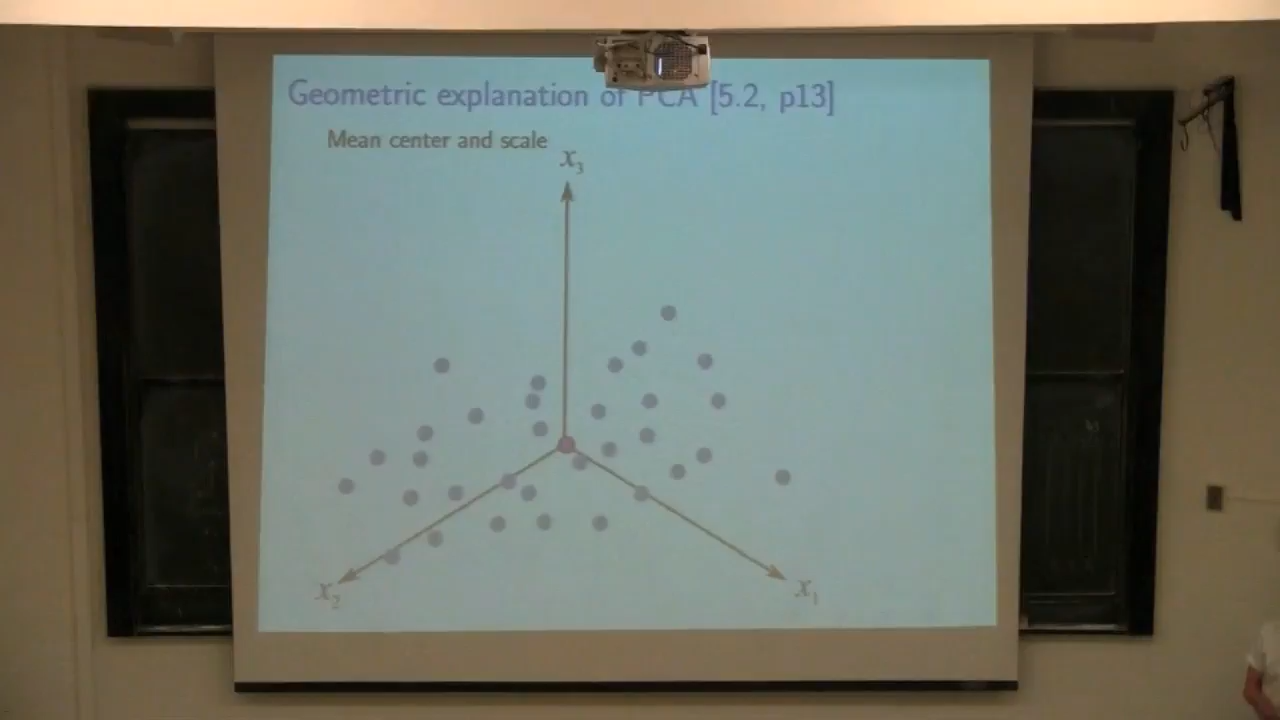 Geometric explanation of PCA [5.2, p13]
Mean center and scale
x₃
x₂
x₁